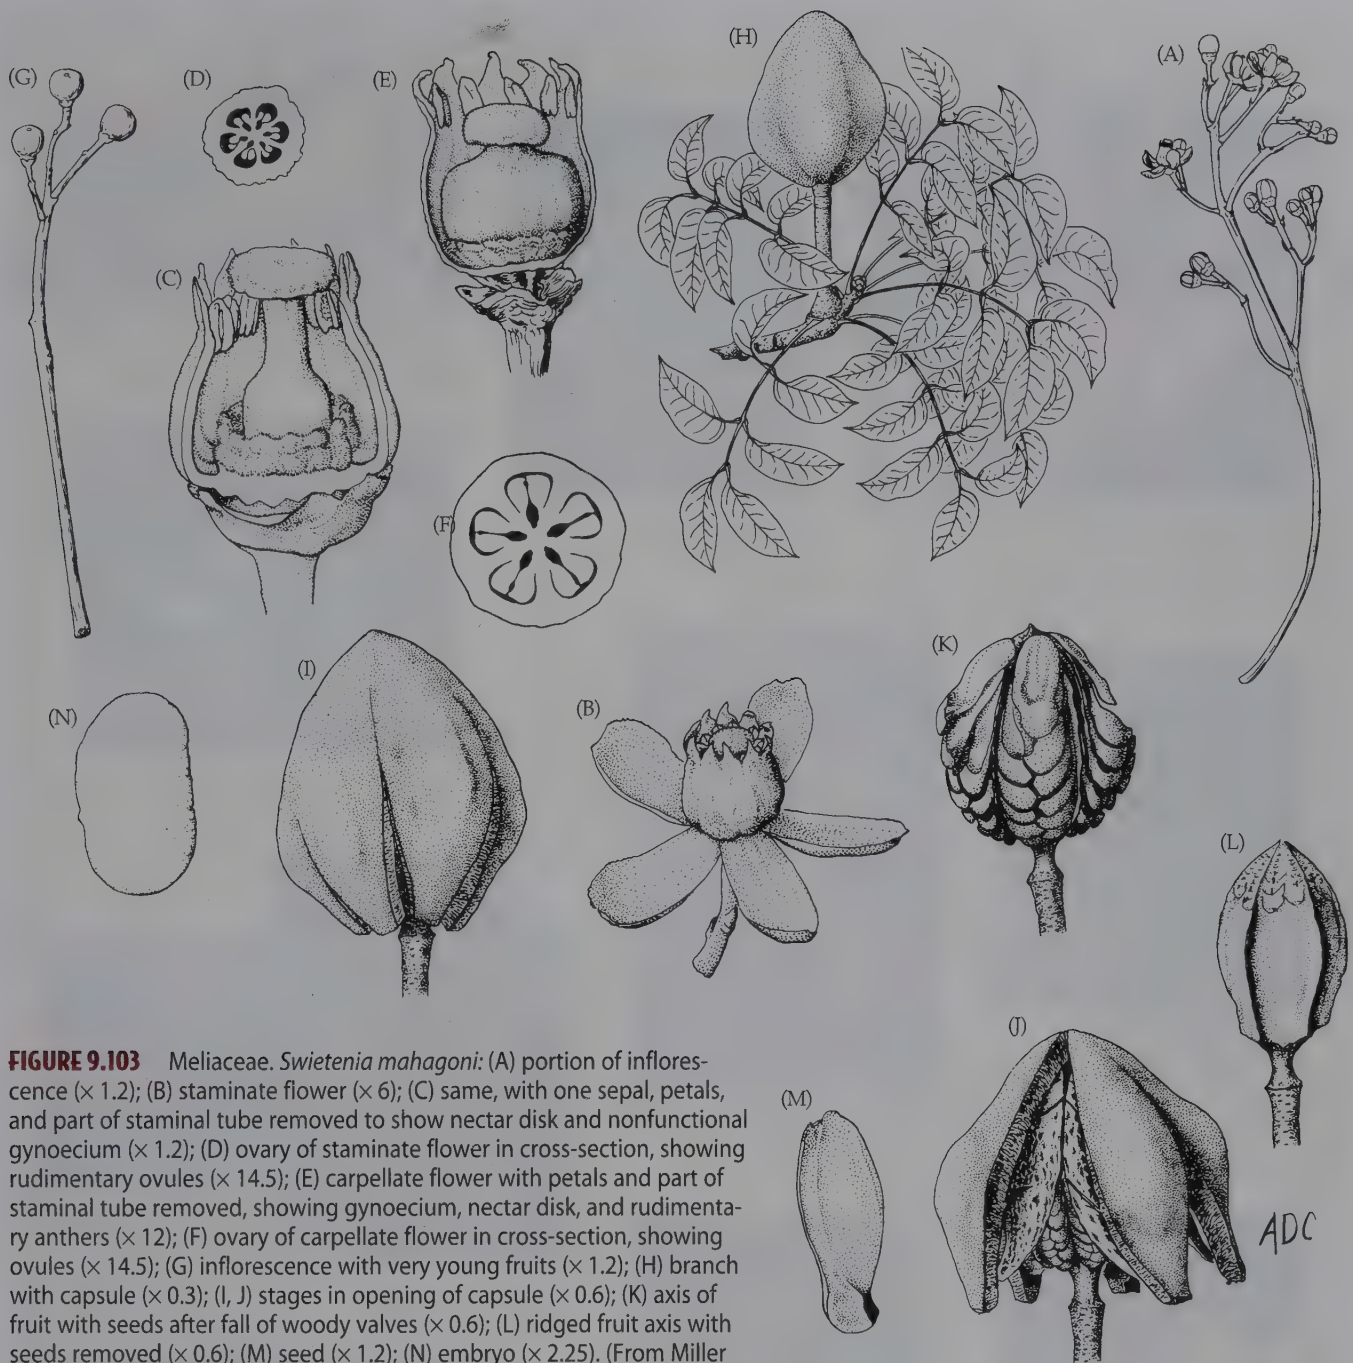 (G)
(D)
(E)
(H)
(A)
(C)
(F)
(I)
(K)
(N)
(B)
(L)
(J)
(M)
ADC
FIGURE 9.103 Meliaceae. Swietenia mahagoni: (A) portion of inflores-
cence (× 1.2); (B) staminate flower (× 6); (C) same, with one sepal, petals,
and part of staminal tube removed to show nectar disk and nonfunctional
gynoecium (× 1.2); (D) ovary of staminate flower in cross-section, showing
rudimentary ovules (× 14.5); (E) carpellate flower with petals and part of
staminal tube removed, showing gynoecium, nectar disk, and rudimenta-
ry anthers (× 12); (F) ovary of carpellate flower in cross-section, showing
ovules (× 14.5); (G) inflorescence with very young fruits (× 1.2); (H) branch
with capsule (× 0.3); (I, J) stages in opening of capsule (× 0.6); (K) axis of
fruit with seeds after fall of woody valves (× 0.6); (L) ridged fruit axis with
seeds removed (× 0.6); (M) seed (× 1.2); (N) embryo (× 2.25). (From Miller